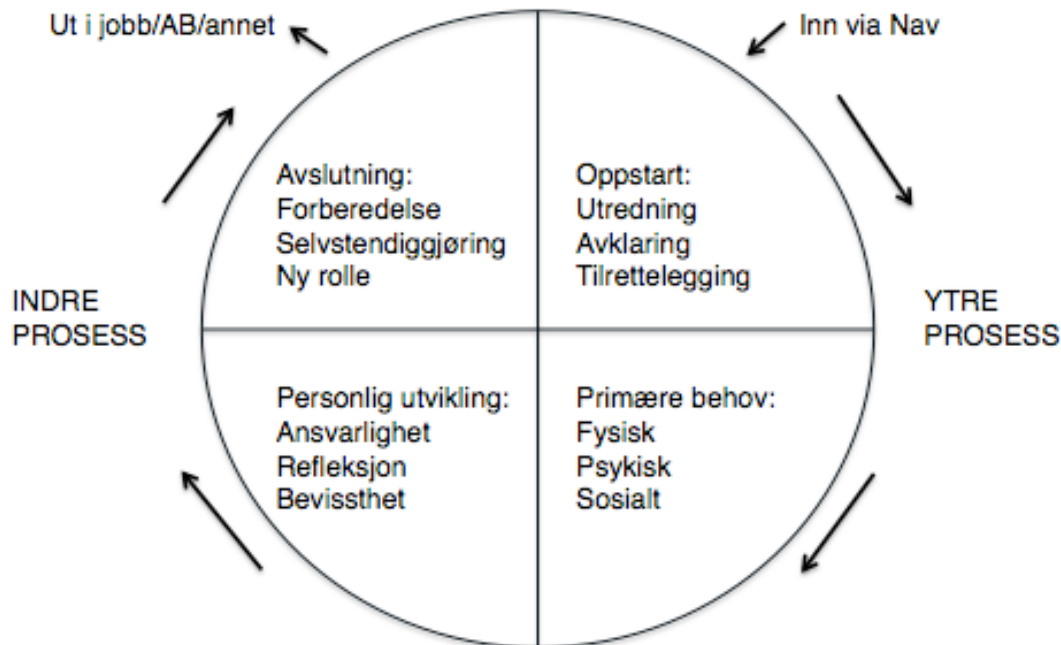 Ut i jobb/AB/annet
Inn via Nav
Avslutning:
Forberedelse
Selvstendiggjøring
Ny rolle
Oppstart:
Utredning
Avklaring
Tilrettelegging
INDRE
PROSESS
YTRE
PROSESS
Personlig utvikling:
Ansvarlighet
Refleksjon
Bevissthet
Primære behov:
Fysisk
Psykisk
Sosialt